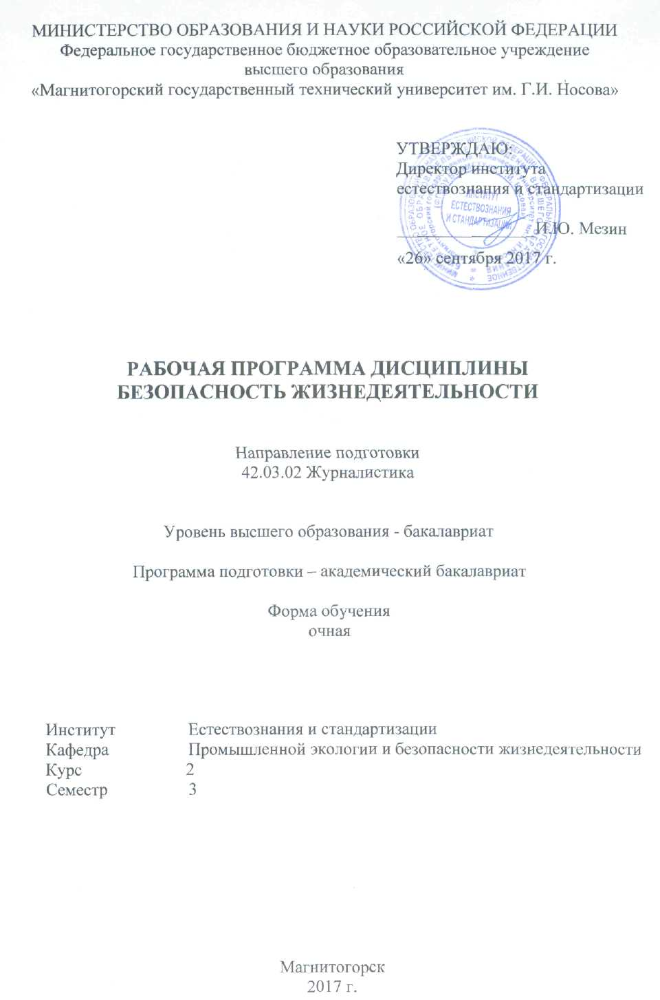 МИНИСТЕРСТВО ОБРАЗОВАНИЯ И НАУКИ РОССИЙСКОЙ ФЕДЕРАЦИИ
Федеральное государственное бюджетное образовательное учреждение
высшего образования
«Магнитогорский государственный технический университет им. Г.И. Носова»
УТВЕРЖДАЮ:
Директор института
естествознания и стандартизации
ИНСТИТУТ
ЕСТЕСТВОЗНАНИЯ
И СТАНДАРТИЗАЦИИ
И.Ю. Мезин
«26» сентября 2017 г.
РАБОЧАЯ ПРОГРАММА ДИСЦИПЛИНЫ
БЕЗОПАСНОСТЬ ЖИЗНЕДЕЯТЕЛЬНОСТИ
Направление подготовки
42.03.02 Журналистика
Уровень высшего образования - бакалавриат
Программа подготовки – академический бакалавриат
Форма обучения
очная
Институт Естествознания и стандартизации
Кафедра Промышленной экологии и безопасности жизнедеятельности
Курс 2
Семестр 3
Магнитогорск
2017 г.